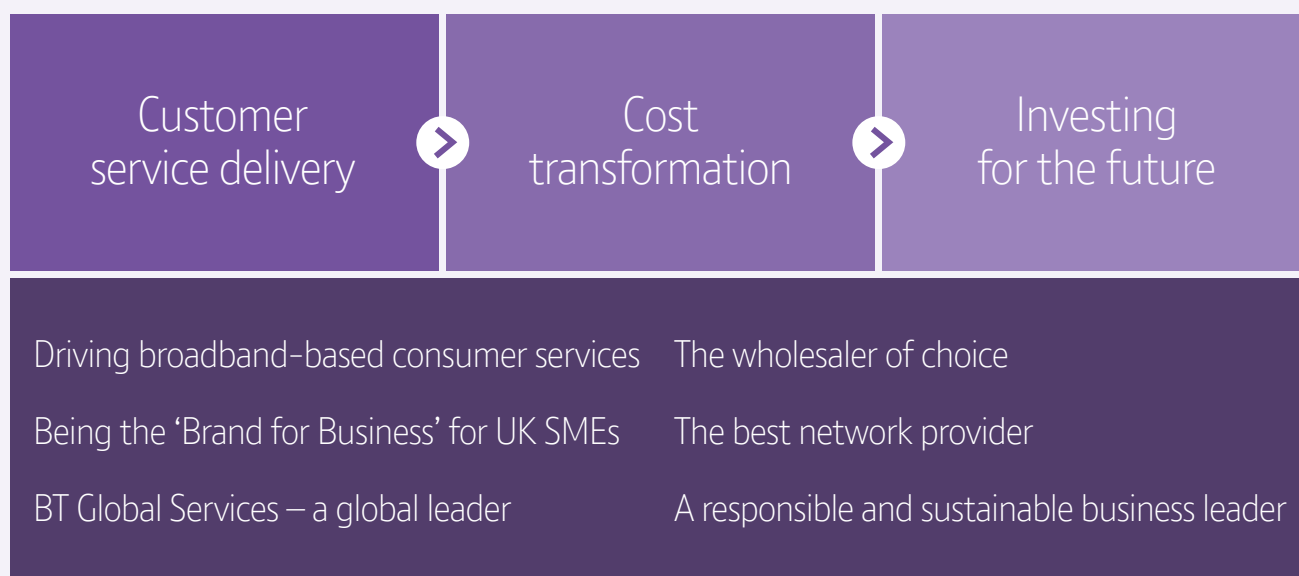 Customer
service delivery
Cost
transformation
Investing
for the future
Driving broadband-based consumer services
Being the ‘Brand for Business’ for UK SMEs
BT Global Services – a global leader
The wholesaler of choice
The best network provider
A responsible and sustainable business leader